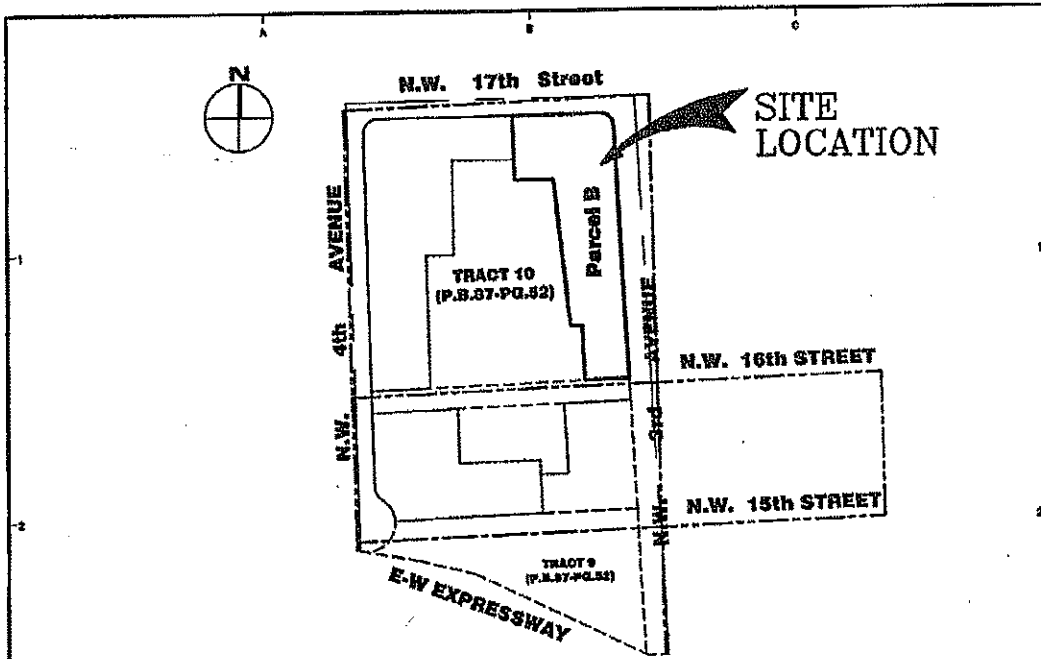 A
B
C
N
N.W. 17th Street
SITE
LOCATION
N.W. 4th AVENUE
Parcel B
1
1
TRACT 10
(P.B.87-PG.52)
N.W. 3rd AVENUE
N.W. 16th STREET
N.W. 15th STREET
2
2
TRACT 9
(P.B.87-PG.52)
E-W EXPRESSWAY